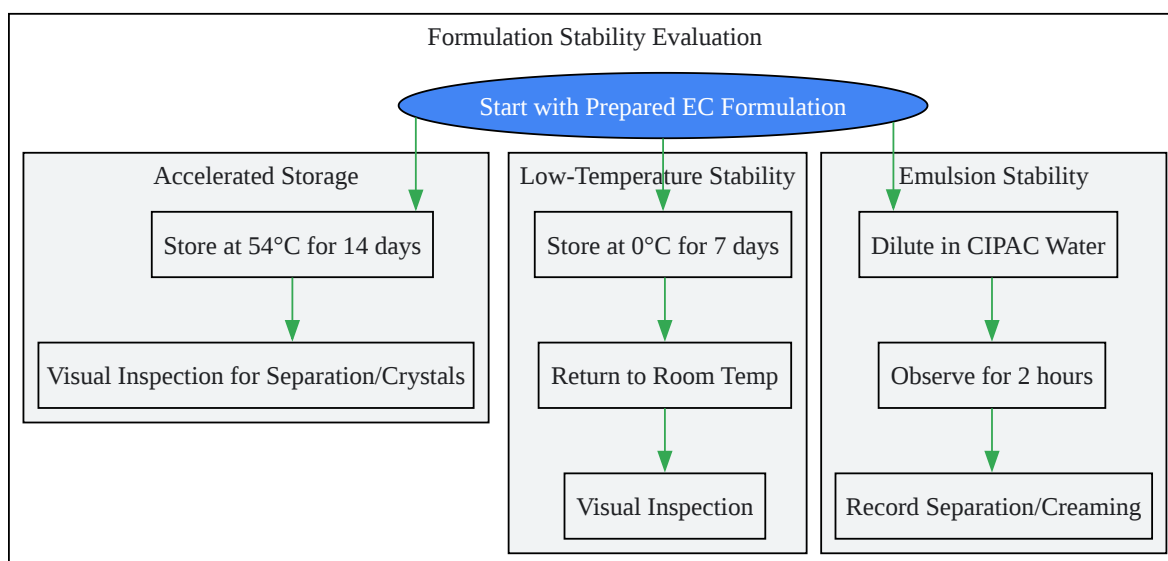 Formulation Stability Evaluation
Start with Prepared EC Formulation
Accelerated Storage
Store at 54°C for 14 days
Visual Inspection for Separation/Crystals
Low-Temperature Stability
Store at 0°C for 7 days
Return to Room Temp
Visual Inspection
Emulsion Stability
Dilute in CIPAC Water
Observe for 2 hours
Record Separation/Creaming